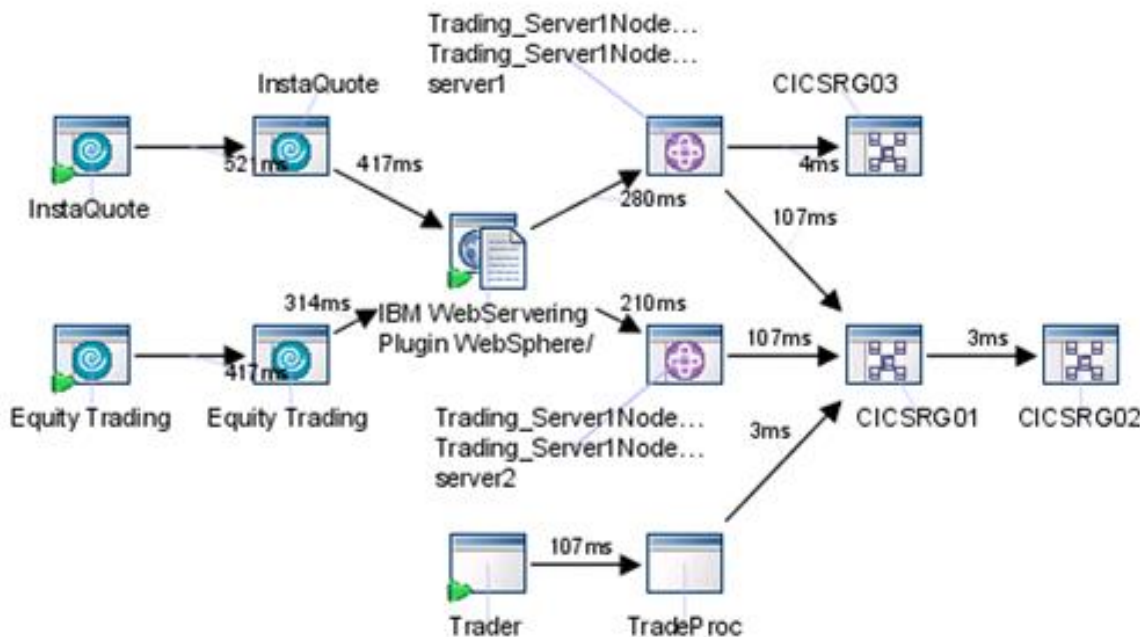 Trading_Server1Node...
Trading_Server1Node...
server1
InstaQuote
CICSRG03
521ms
417ms
4ms
InstaQuote
280ms
107ms
314ms
IBM WebServering
Plugin WebSphere/
210ms
107ms
3ms
417ms
Equity Trading
Equity Trading
CICSRG01
CICSRG02
Trading_Server1Node...
Trading_Server1Node...
server2
3ms
107ms
Trader
TradeProc